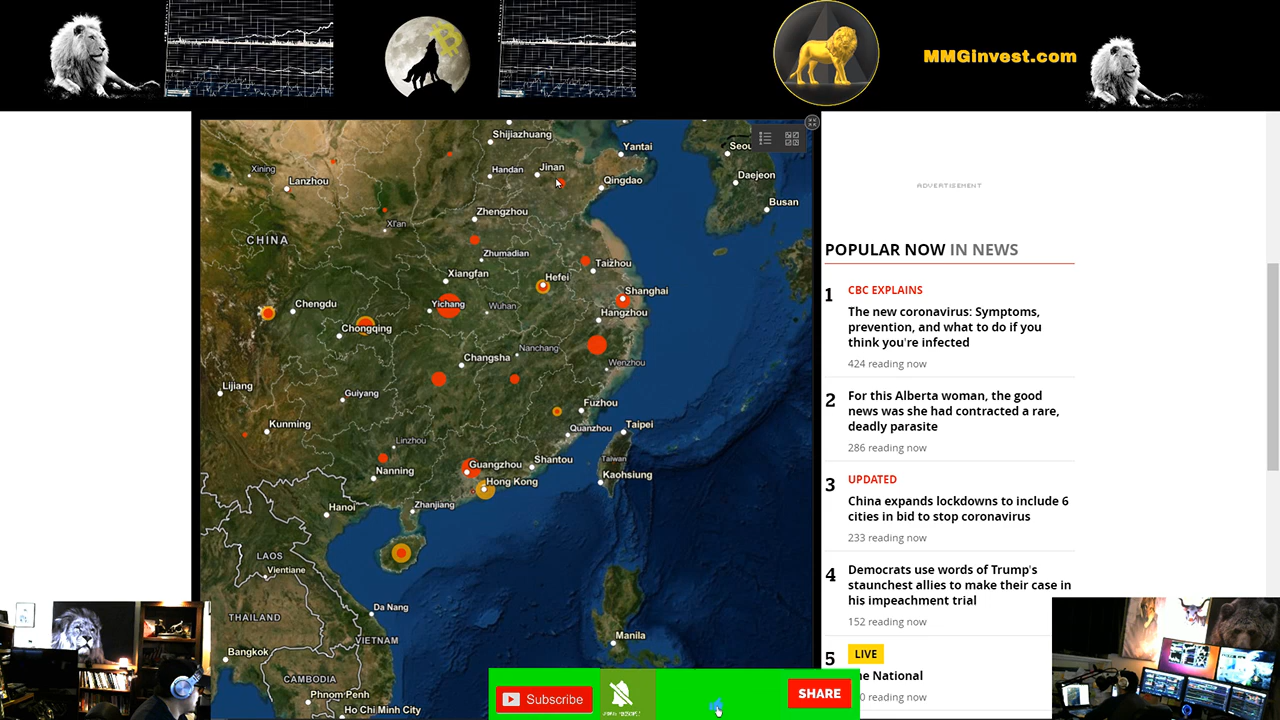 MMGinvest.com
Shijiazhuang
Yantai
Seou
Xining
Lanzhou
Handan
Jinan
Qingdao
Daejeon
Busan
Zhengzhou
Xi'an
CHINA
Zhumadian
Xiangfan
Hefei
Taizhou
Shanghai
Hangzhou
Chengdu
Yichang
Wuhan
Chongqing
Changsha
Nanchang
Wenzhou
Lijiang
Guiyang
Fuzhou
Kunming
Quanzhou
Taipei
Linzhou
Nanning
Guangzhou
Shantou
Taiwan
Kaohsiung
Hong Kong
Hanoi
Zhanjiang
LAOS
Vientiane
THAILAND
Da Nang
VIETNAM
Manila
Bangkok
CAMBODIA
Phnom Penh
Ho Chi Minh City
ADVERTISEMENT
POPULAR NOW IN NEWS
1 CBC EXPLAINS
The new coronavirus: Symptoms,
prevention, and what to do if you
think you're infected
424 reading now
2 For this Alberta woman, the good
news was she had contracted a rare,
deadly parasite
286 reading now
3 UPDATED
China expands lockdowns to include 6
cities in bid to stop coronavirus
233 reading now
4 Democrats use words of Trump's
staunchest allies to make their case in
his impeachment trial
152 reading now
5 LIVE
e National
0 reading now
Subscribe
SHARE